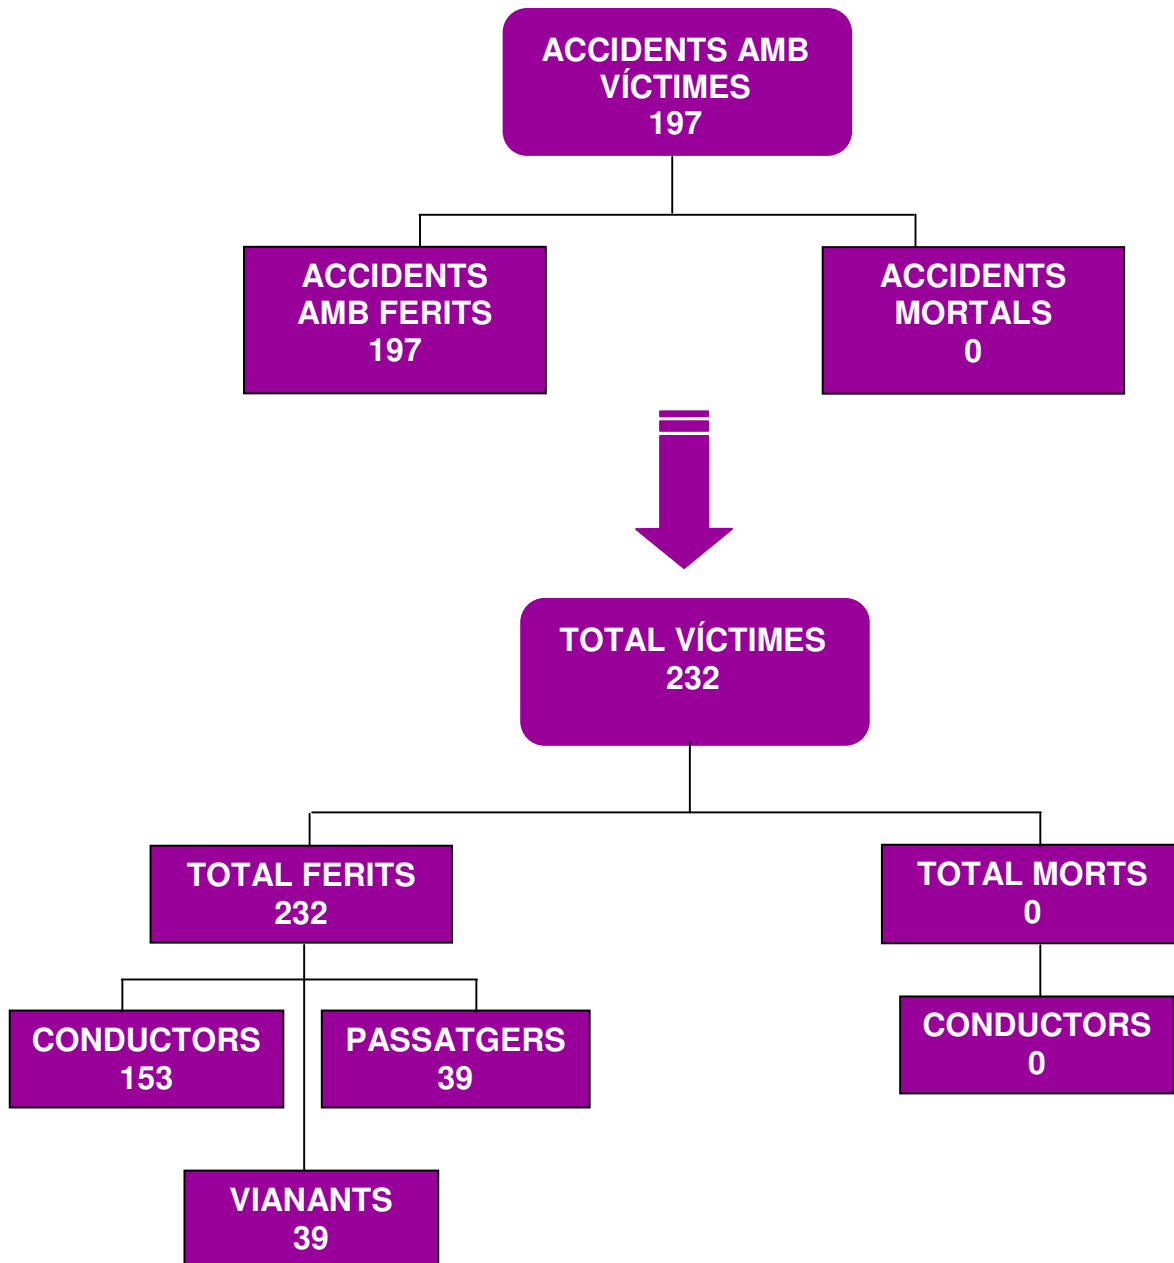 ACCIDENTS AMB
VÍCTIMES
197
ACCIDENTS
AMB FERITS
197
ACCIDENTS
MORTALS
0
TOTAL VÍCTIMES
232
TOTAL FERITS
232
TOTAL MORTS
0
CONDUCTORS
153
PASSATGERS
39
CONDUCTORS
0
VIANANTS
39